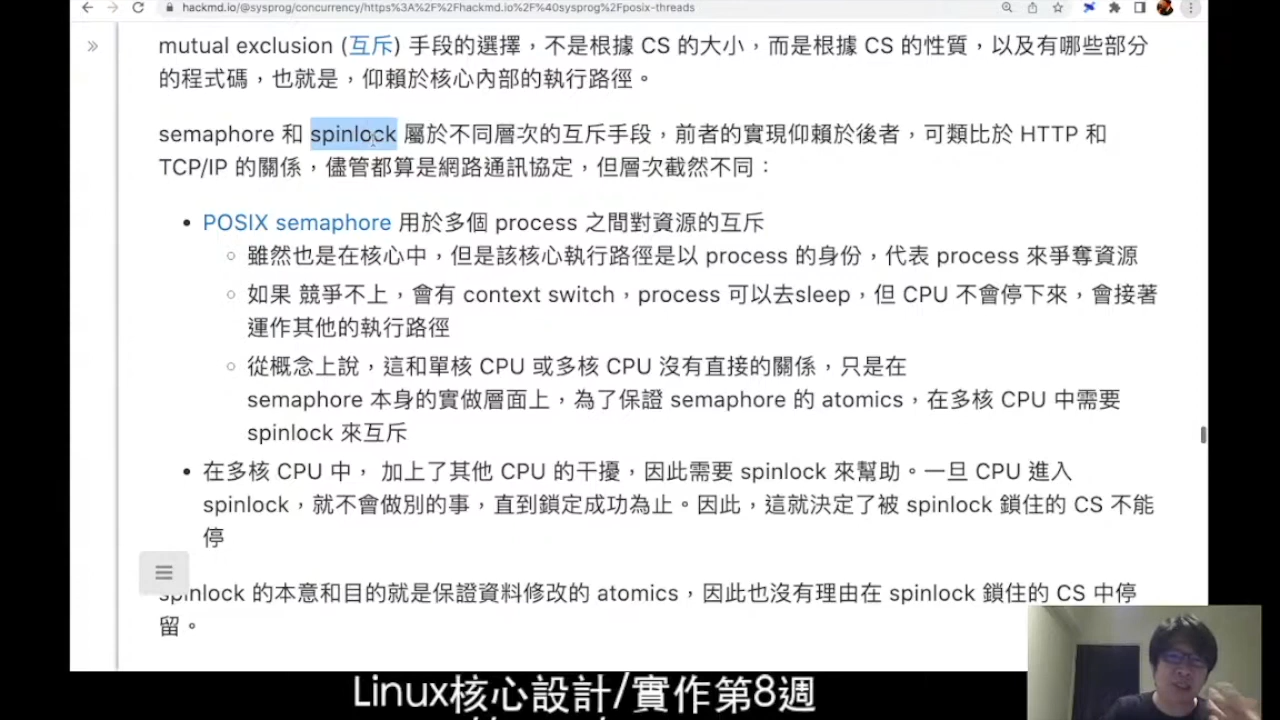 hackmd.io/@sysprog/concurrency/https%3A%2F%2Fhackmd.io%2F%40sysprog%2Fposix-threads
mutual exclusion (互斥) 手段的選擇，不是根據 CS 的大小，而是根據 CS 的性質，以及有哪些部分
的程式碼，也就是，仰賴於核心內部的執行路徑。
semaphore 和 spinlock 屬於不同層次的互斥手段，前者的實現仰賴於後者，可類比於 HTTP 和
TCP/IP 的關係，儘管都算是網路通訊協定，但層次截然不同：
• POSIX semaphore 用於多個 process 之間對資源的互斥
○ 雖然也是在核心中，但是該核心執行路徑是以 process 的身份，代表 process 來爭奪資源
○ 如果 競爭不上，會有 context switch，process 可以去sleep，但 CPU 不會停下來，會接著
運作其他的執行路徑
○ 從概念上說，這和單核 CPU 或多核 CPU 沒有直接的關係，只是在
semaphore 本身的實做層面上，為了保證 semaphore 的 atomics，在多核 CPU 中需要
spinlock 來互斥
• 在多核 CPU 中， 加上了其他 CPU 的干擾，因此需要 spinlock 來幫助。一旦 CPU 進入
spinlock，就不會做別的事，直到鎖定成功為止。因此，這就決定了被 spinlock 鎖住的 CS 不能
停
spinlock 的本意和目的就是保證資料修改的 atomics，因此也沒有理由在 spinlock 鎖住的 CS 中停
留。
Linux核心設計/實作第8週